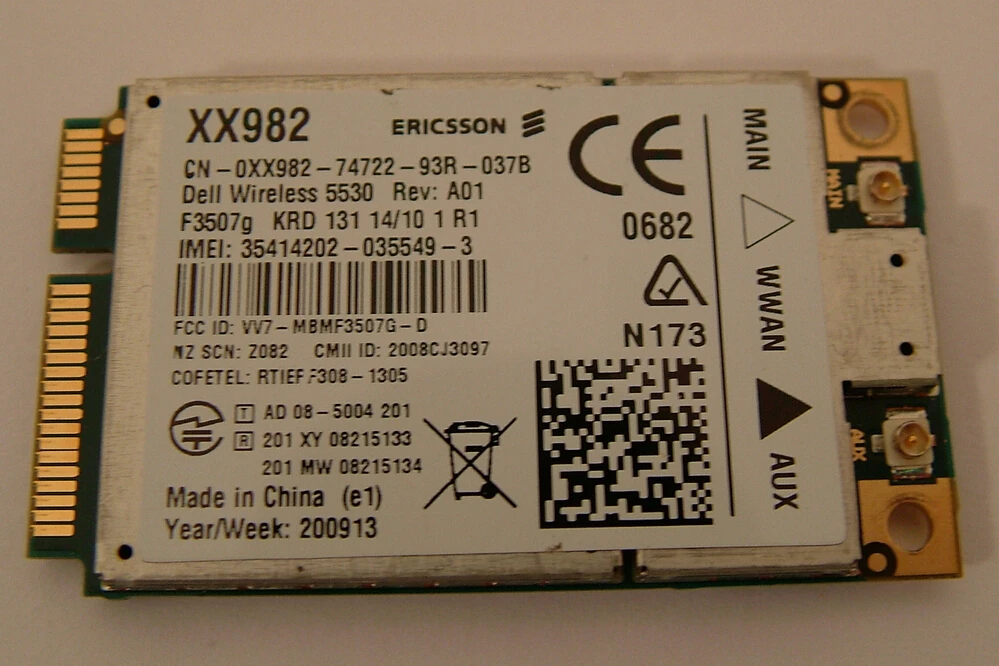 XX982
ERICSSON
CN-0XX982-74722-93R-037B
Dell Wireless 5530 Rev: A01
F3507g KRD 131 14/10 1 R1
IMEI: 35414202-035549-3
FCC ID: VV7-MBMF3507G-D
NZ SCN: Z082 CMII ID: 2008CJ3097
COFETEL: RTIEF F308-1305
T AD 08-5004 201
R 201 XY 08215133
201 MW 08215134
Made in China (e1)
Year/Week: 200913
CE
0682
N173
MAIN
WWAN
AUX
MAIN
AUX